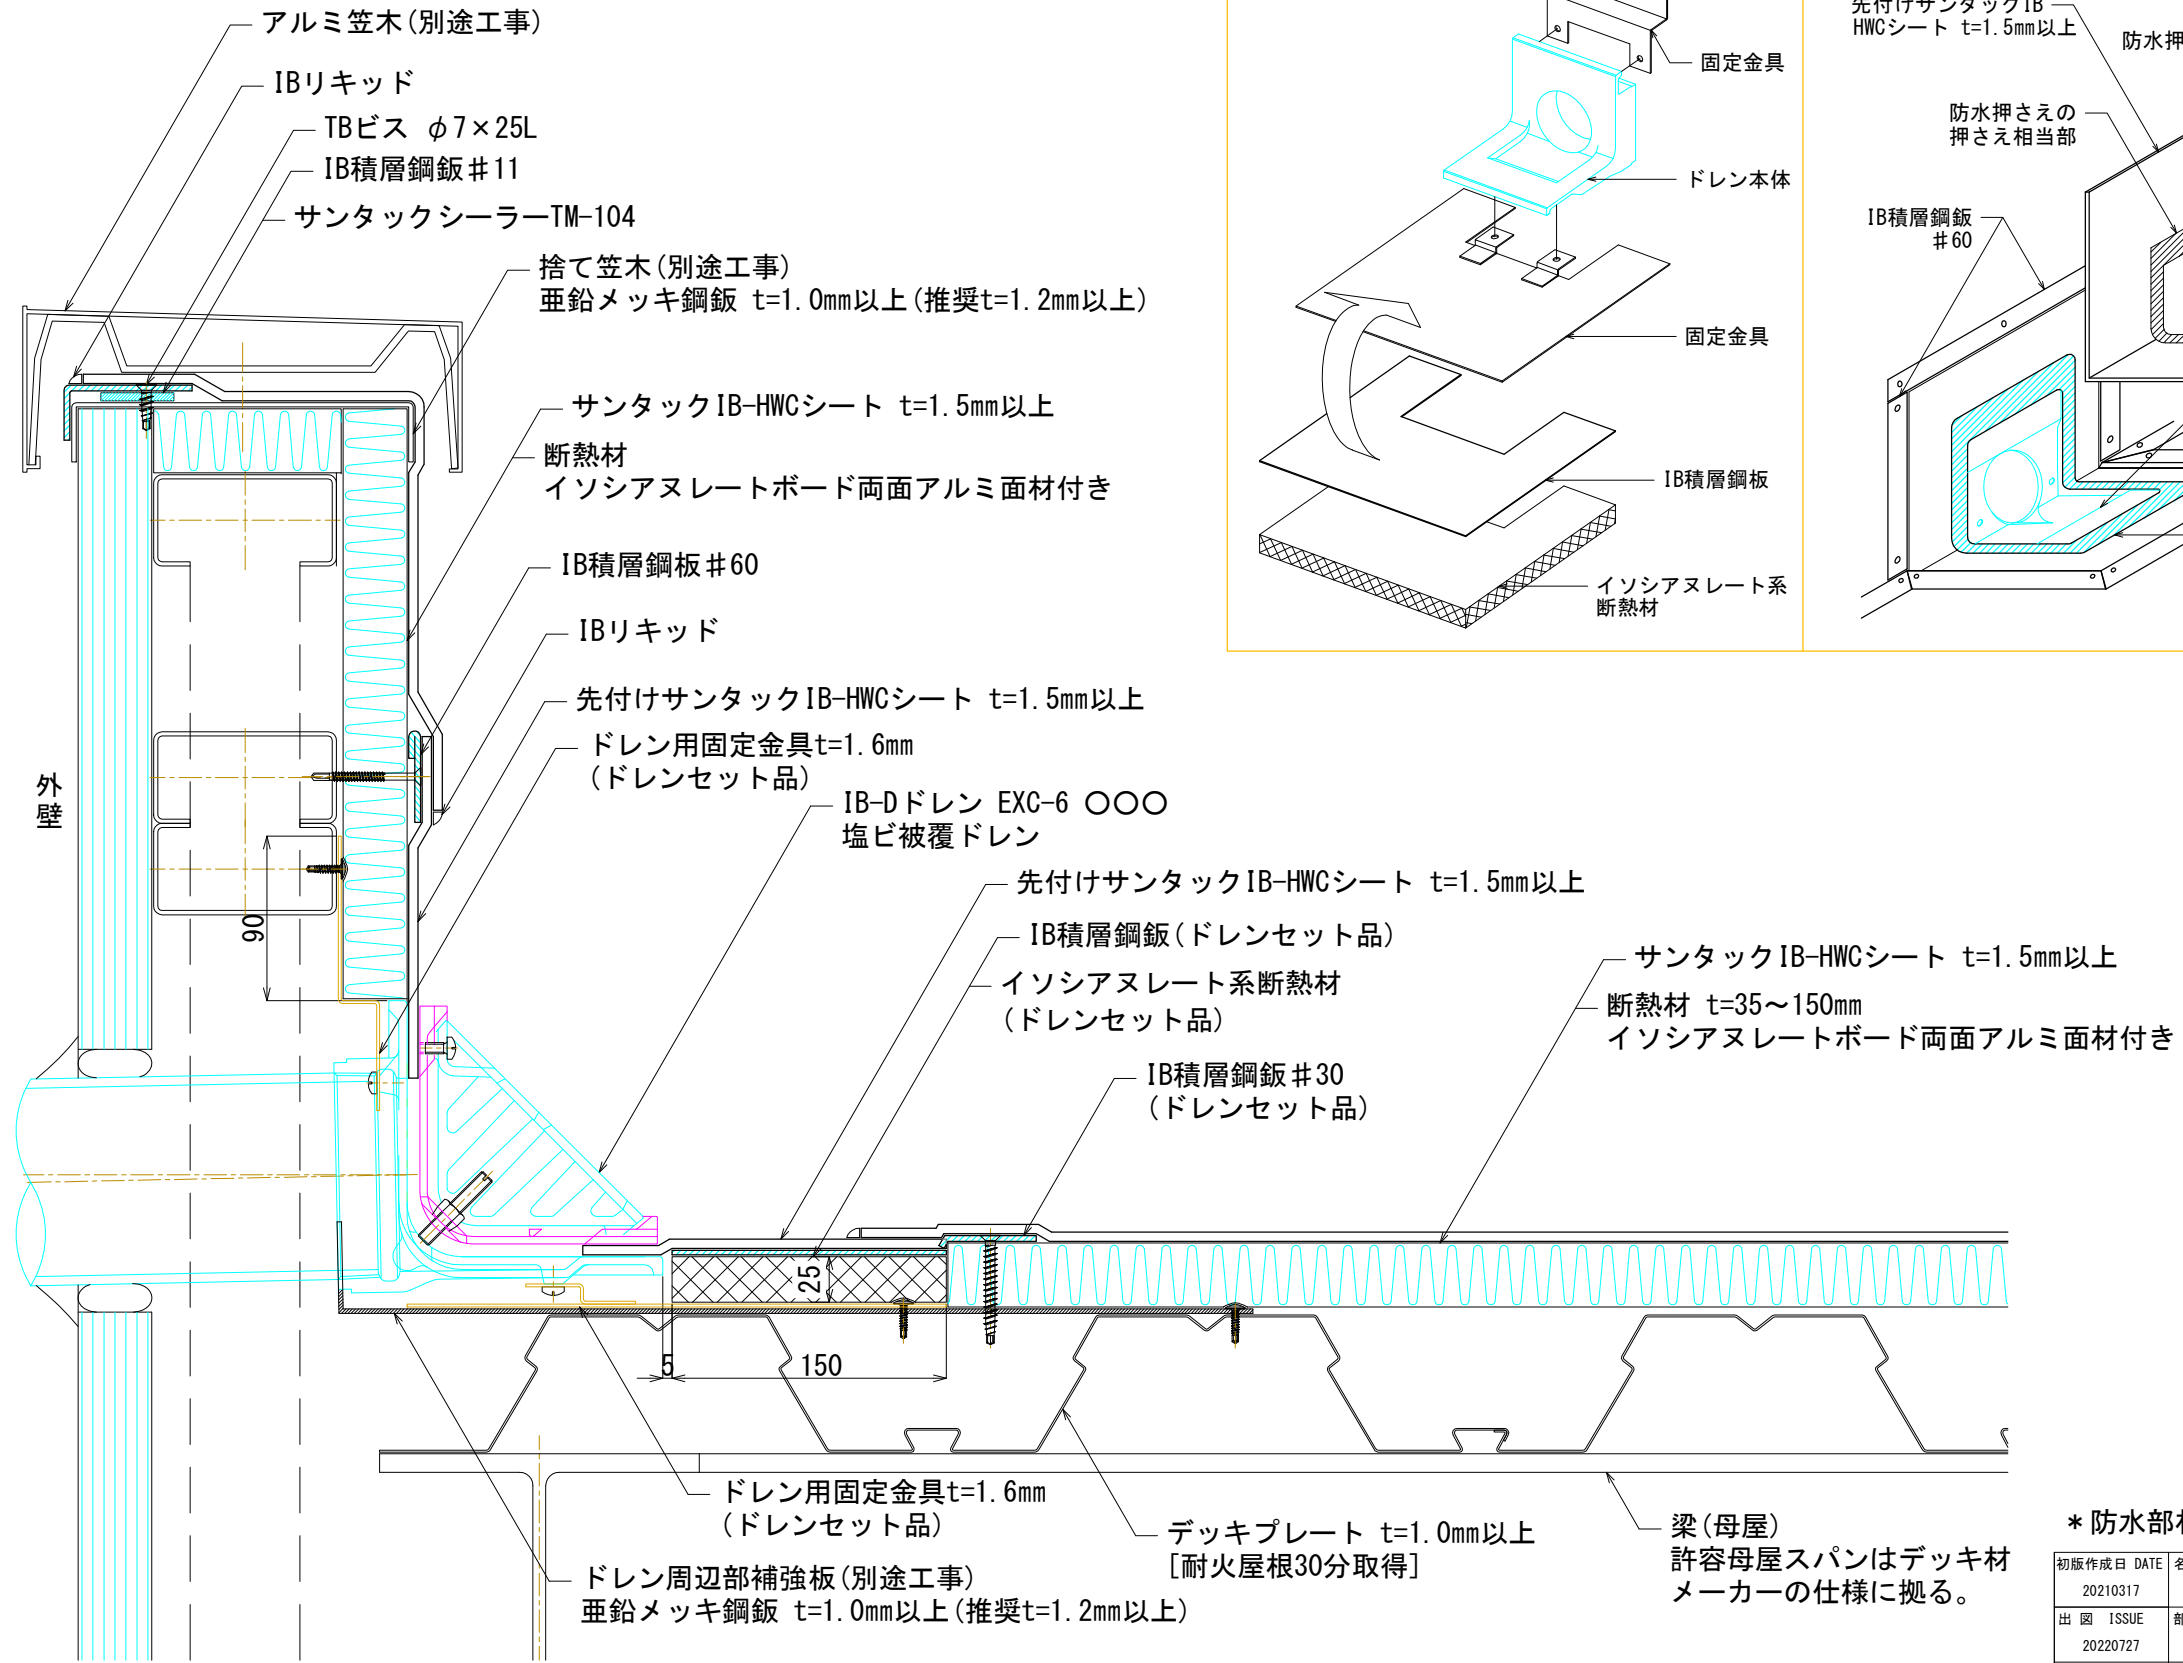 アルミ笠木(別途工事)
IBリキッド
TBビス φ7×25L
IB積層鋼鈑♯11
サンタックシーラーTM-104
捨て笠木(別途工事)
亜鉛メッキ鋼鈑 t=1.0mm以上(推奨t=1.2mm以上)
サンタックIB-HWCシート t=1.5mm以上
断熱材
イソシアヌレートボード両面アルミ面材付き
IB積層鋼板♯60
IBリキッド
先付けサンタックIB-HWCシート t=1.5mm以上
ドレン用固定金具t=1.6mm
(ドレンセット品)
IB-Dドレン EXC-6 〇〇〇
塩ビ被覆ドレン
先付けサンタックIB-HWCシート t=1.5mm以上
IB積層鋼鈑(ドレンセット品)
イソシアヌレート系断熱材
(ドレンセット品)
IB積層鋼鈑♯30
(ドレンセット品)
サンタックIB-HWCシート t=1.5mm以上
断熱材 t=35～150mm
イソシアヌレートボード両面アルミ面材付き
外壁
90
25
5
150
ドレン用固定金具t=1.6mm
(ドレンセット品)
ドレン周辺部補強板(別途工事)
亜鉛メッキ鋼鈑 t=1.0mm以上(推奨t=1.2mm以上)
デッキプレート t=1.0mm以上
[耐火屋根30分取得]
梁(母屋)
許容母屋スパンはデッキ材
メーカーの仕様に拠る。
固定金具
ドレン本体
固定金具
IB積層鋼板
イソシアヌレート系
断熱材
先付けサンタックIB
HWCシート t=1.5mm以上
防水押
防水押さえの
押さえ相当部
IB積層鋼鈑
♯60
*防水部
初版作成日 DATE
20210317
出 図 ISSUE
20220727